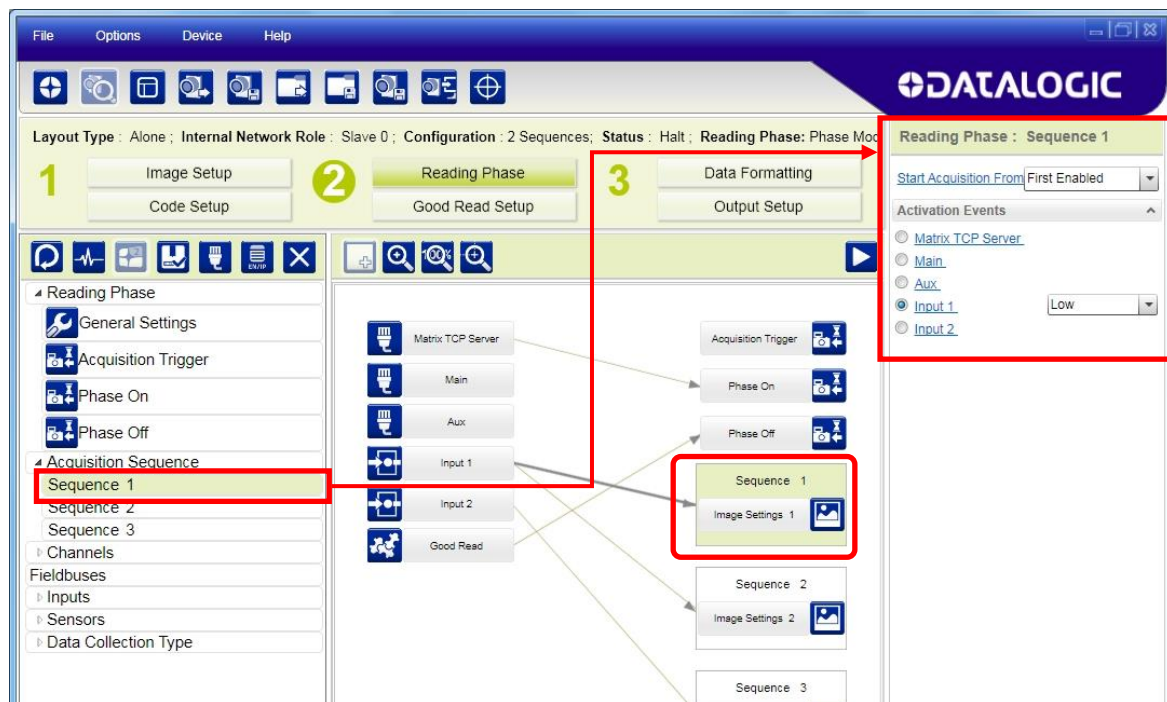 File Options Device Help
DATALOGIC
Layout Type : Alone ; Internal Network Role : Slave 0 ; Configuration : 2 Sequences; Status : Halt ; Reading Phase: Phase Mod
1
Image Setup
Code Setup
2
Reading Phase
Good Read Setup
3
Data Formatting
Output Setup
EN/IP
Reading Phase
General Settings
Acquisition Trigger
Phase On
Phase Off
Acquisition Sequence
Sequence 1
Sequence 2
Sequence 3
Channels
Fieldbuses
Inputs
Sensors
Data Collection Type
100%
Matrix TCP Server
Main
Aux
Input 1
Input 2
Good Read
Acquisition Trigger
Phase On
Phase Off
Sequence 1
Image Settings 1
Sequence 2
Image Settings 2
Sequence 3
Reading Phase : Sequence 1
Start Acquisition From First Enabled
Activation Events
Matrix TCP Server
Main
Aux
Input 1 Low
Input 2